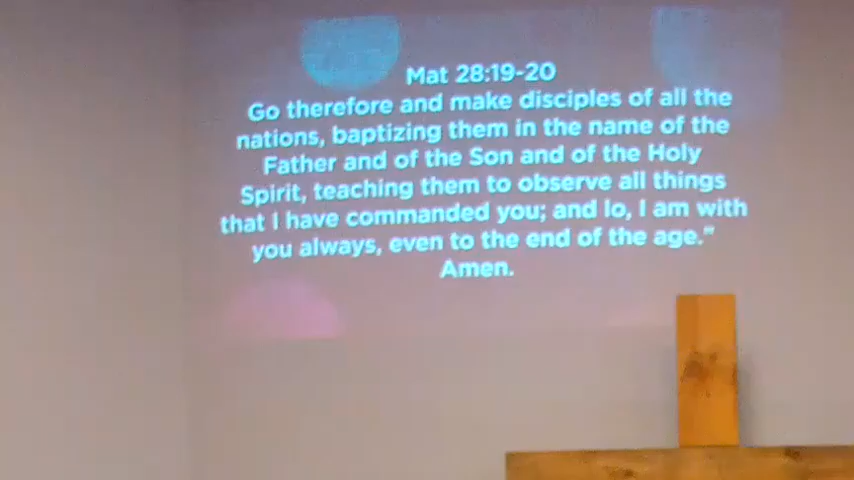 Mat 28:19-20
Go therefore and make disciples of all the
nations, baptizing them in the name of the
Father and of the Son and of the Holy
Spirit, teaching them to observe all things
that I have commanded you; and lo, I am with
you always, even to the end of the age."
Amen.